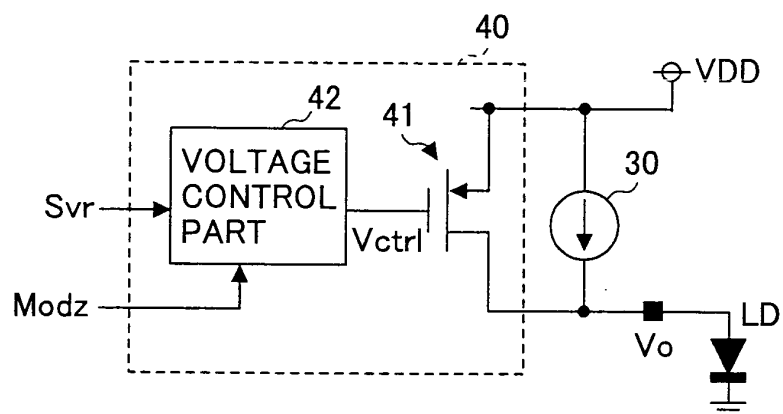 40
VDD
42
41
VOLTAGE
CONTROL
PART
30
Svr
Vctrl
Modz
LD
Vo